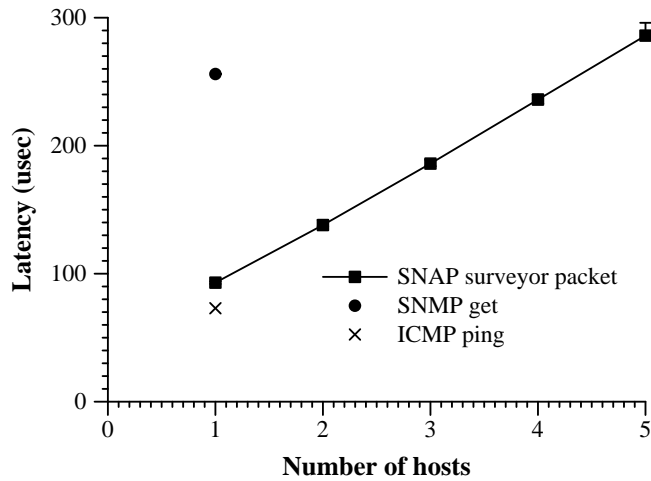 300
200
100
0
Latency (usec)
SNAP surveyor packet
SNMP get
ICMP ping
0 1 2 3 4 5
Number of hosts